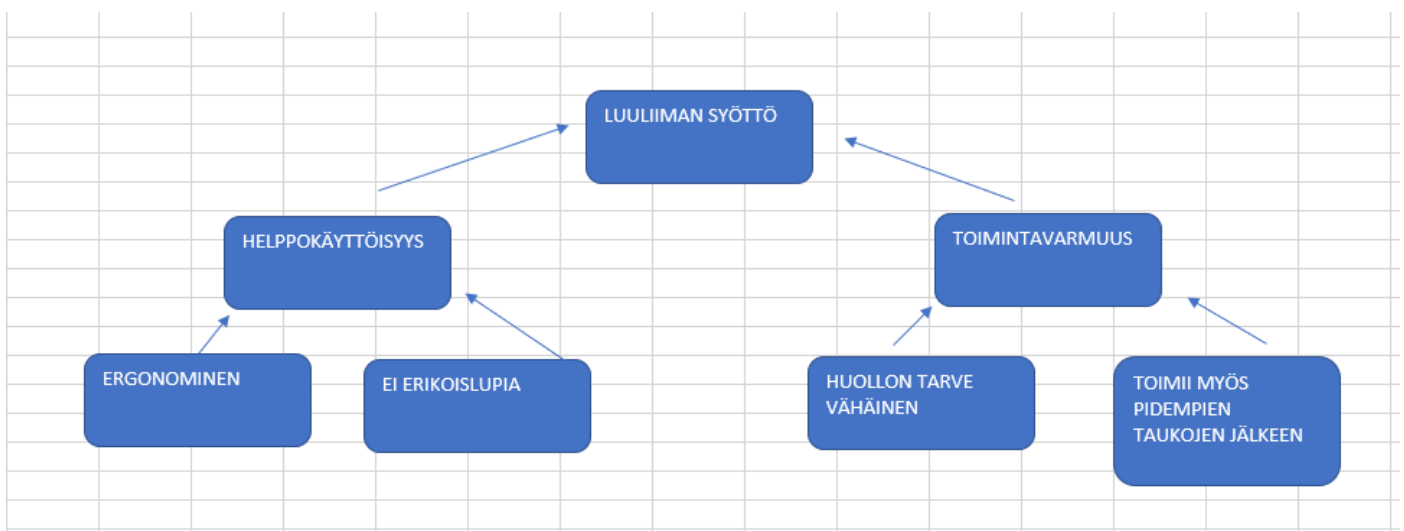 LUULIIMAN SYÖTTÖ
HELPPOKÄYTTÖISYYS
TOIMINTAVARMUUS
ERGONOMINEN
EI ERIKOISLUPIA
HUOLLON TARVE
VÄHÄINEN
TOIMII MYÖS
PIDEMPIEN
TAUKOJEN JÄLKEEN